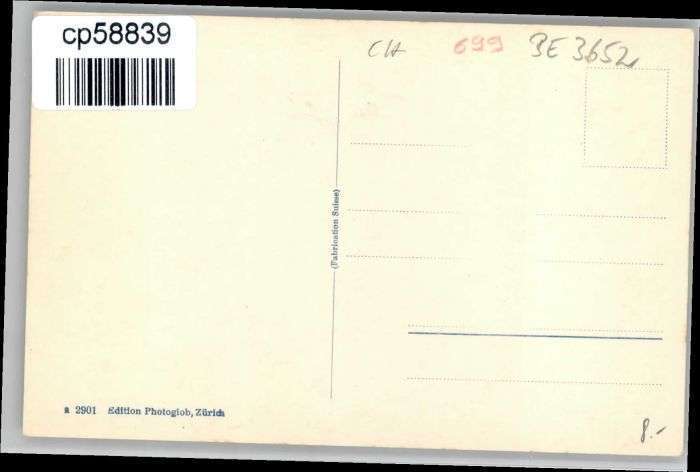 cp58839
CH 699 BE 3652
(Fabrication Suisse)
a 2901 Edition Photoglob, Zürich
8.-